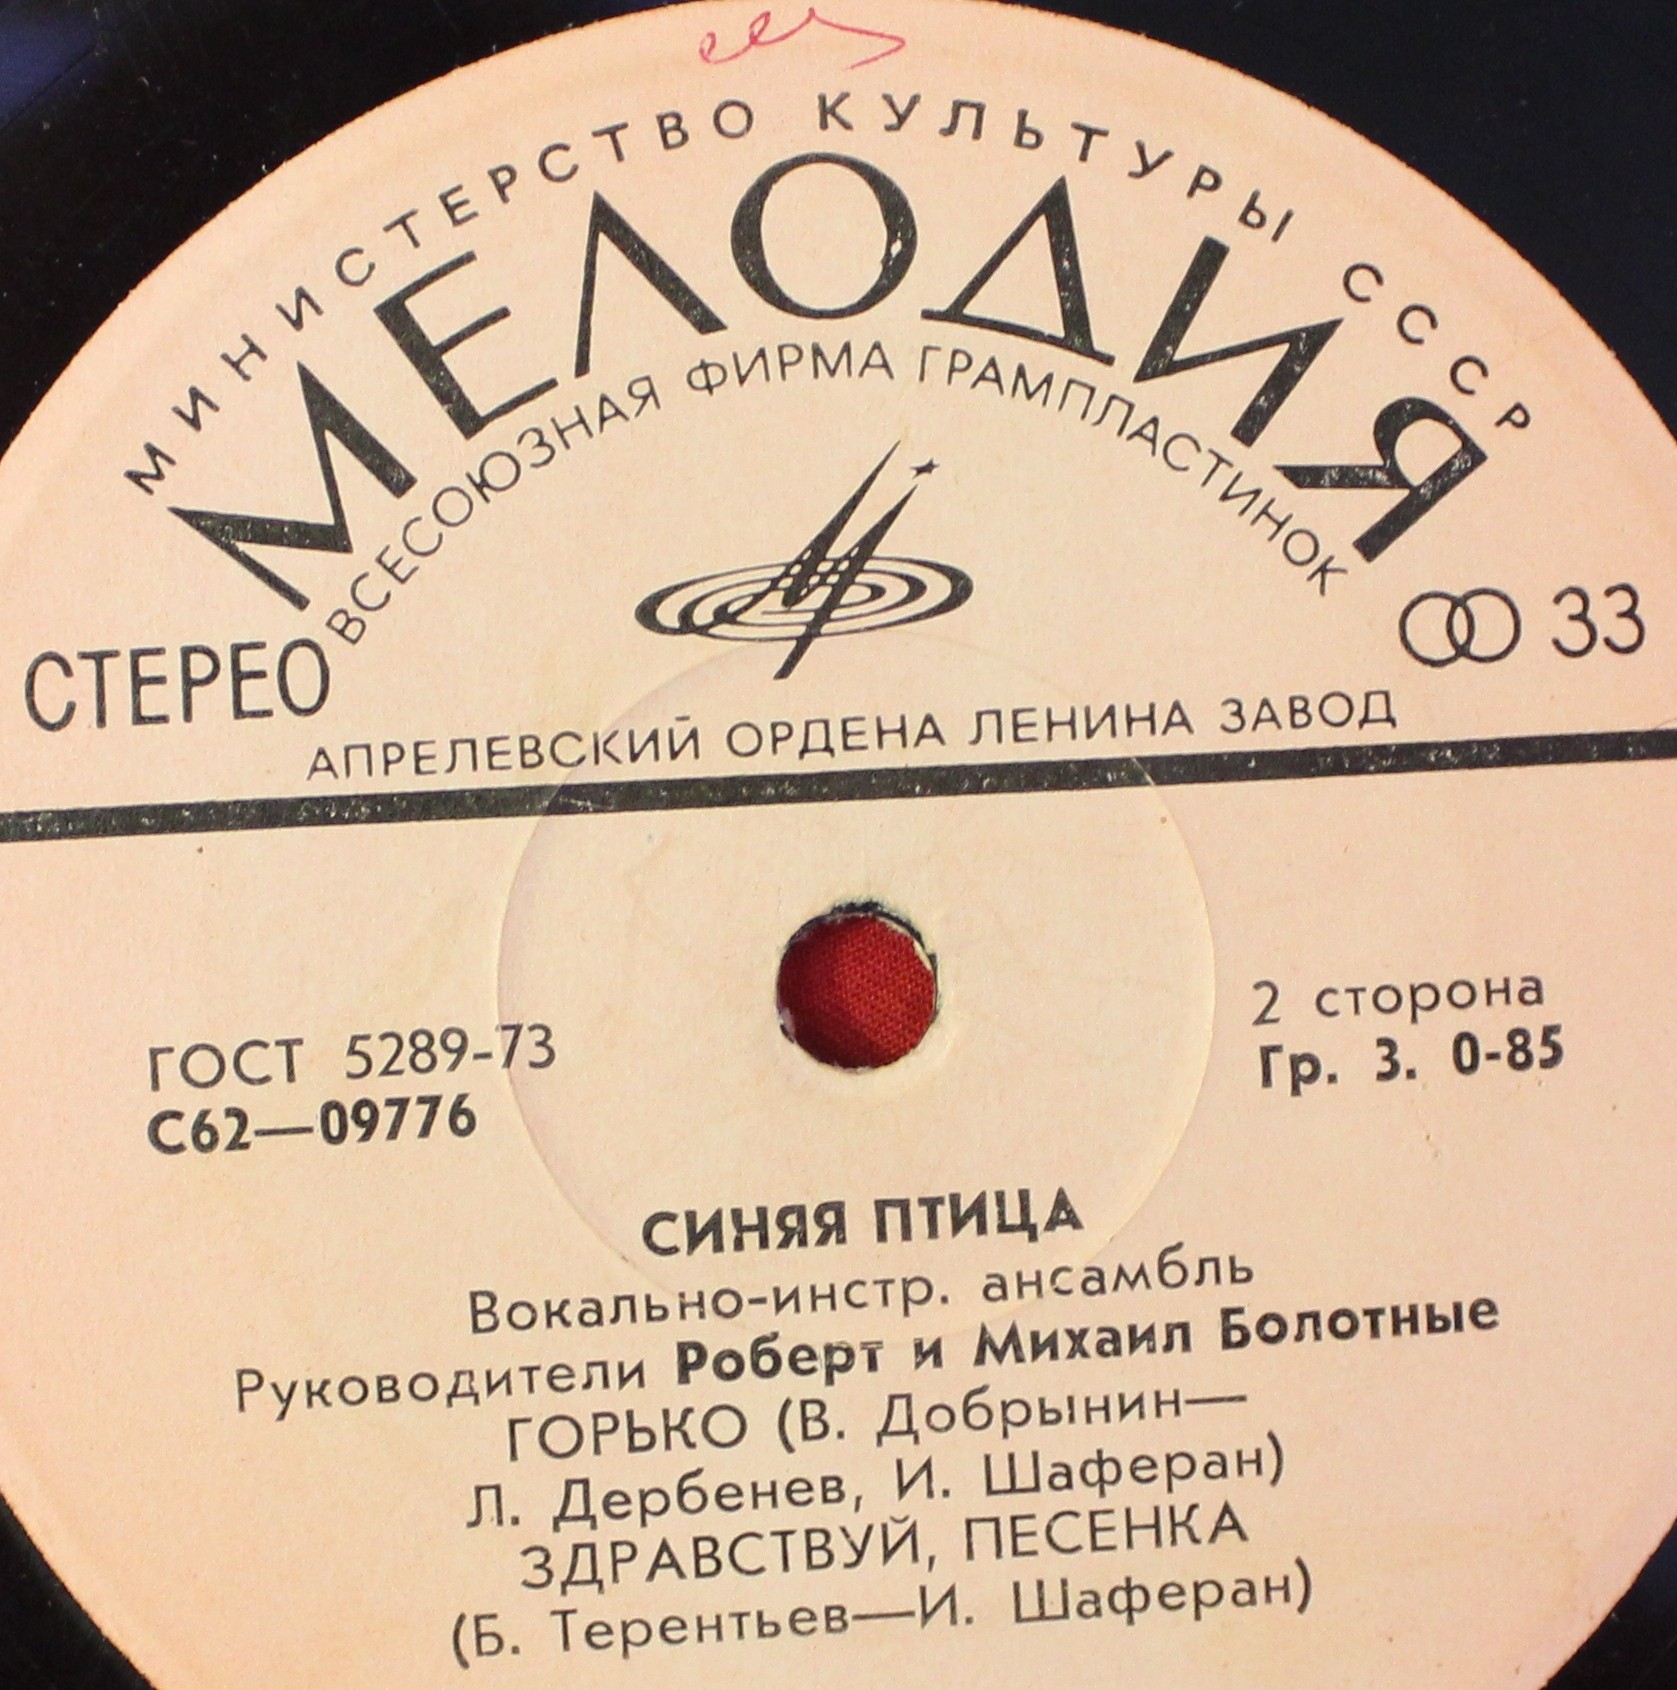 МИНИСТЕРСТВО КУЛЬТУРЫ СССР
МЕЛОДИЯ
ВСЕСОЮЗНАЯ ФИРМА ГРАМПЛАСТИНОК
СТЕРЕО
33
АПРЕЛЕВСКИЙ ОРДЕНА ЛЕНИНА ЗАВОД
ГОСТ 5289-73
С62—09776
2 сторона
Гр. 3. 0-85
СИНЯЯ ПТИЦА
Вокально-инстр. ансамбль
Руководители Роберт и Михаил Болотные
ГОРЬКО (В. Добрынин—
Л. Дербенев, И. Шаферан)
ЗДРАВСТВУЙ, ПЕСЕНКА
(Б. Терентьев—И. Шаферан)